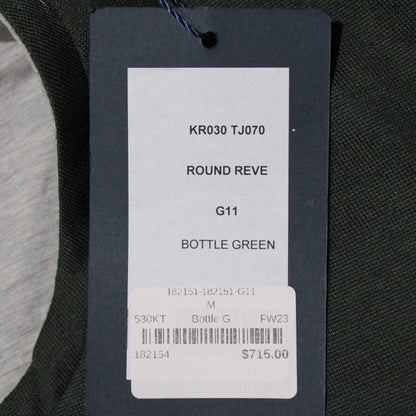 KR030 TJ070
ROUND REVE
G11
BOTTLE GREEN
182151-182151-G11
M
530KT Bottle G FW23
182154 $715.00